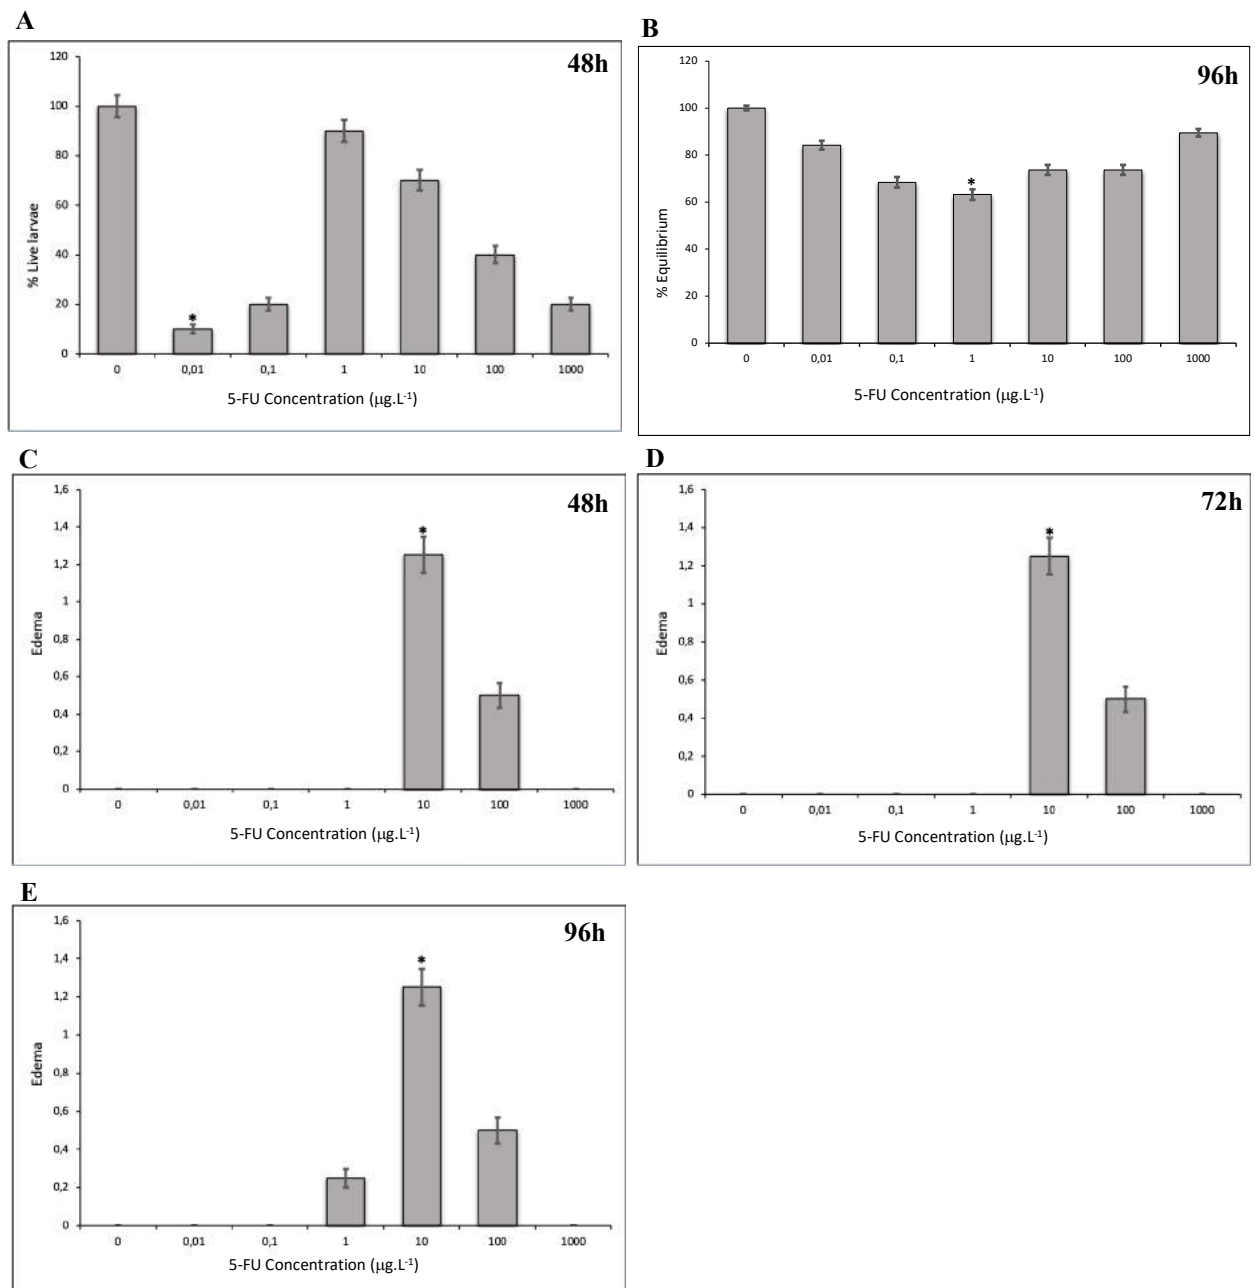 A
48h
120
100
80
60
40
20
0
% Live larvae
*
0 0,01 0,1 1 10 100 1000
5-FU Concentration (µg.L-1)
B
96h
120
100
80
60
40
20
0
% Equilibrium
*
0 0,01 0,1 1 10 100 1000
5-FU Concentration (µg.L-1)
C
48h
1,6
1,4
1,2
1
0,8
0,6
0,4
0,2
0
Edema
*
0 0,01 0,1 1 10 100 1000
5-FU Concentration (µg.L-1)
D
72h
1,6
1,4
1,2
1
0,8
0,6
0,4
0,2
0
Edema
*
0 0,01 0,1 1 10 100 1000
5-FU Concentration (µg.L-1)
E
96h
1,6
1,4
1,2
1
0,8
0,6
0,4
0,2
0
Edema
*
0 0,01 0,1 1 10 100 1000
5-FU Concentration (µg.L-1)